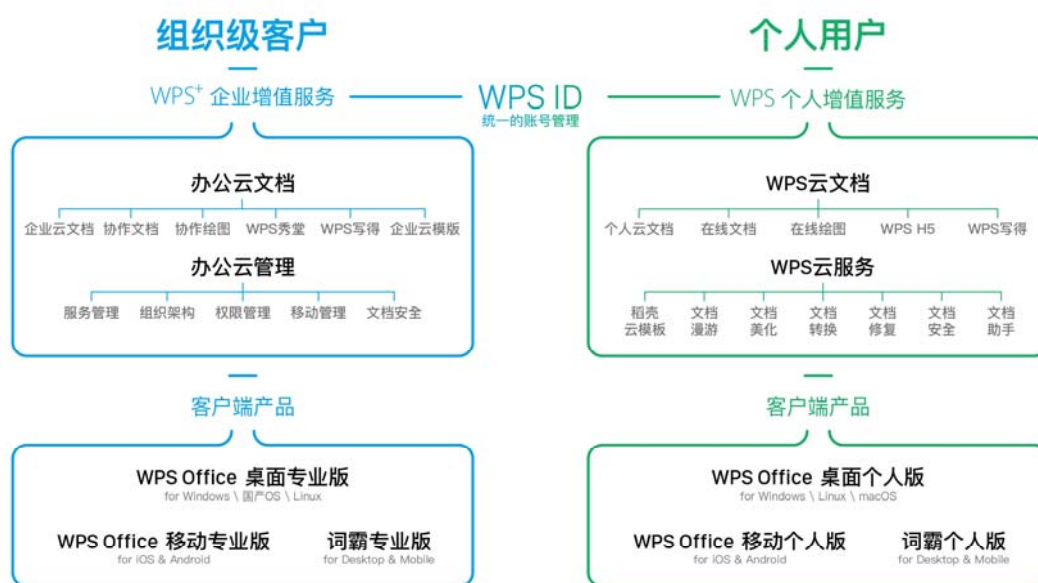 组织级客户
个人用户
WPS⁺ 企业增值服务
WPS ID
统一的账号管理
WPS 个人增值服务
办公云文档
企业云文档 协作文档 协作绘图 WPS秀堂 WPS写得 企业云模版
办公云管理
服务管理 组织架构 权限管理 移动管理 文档安全
WPS云文档
个人云文档 在线文档 在线绘图 WPS H5 WPS写得
WPS云服务
稻壳 文档 文档 文档 文档 文档 文档
云模板 漫游 美化 转换 修复 安全 助手
客户端产品
WPS Office 桌面专业版
for Windows \ 国产OS \ Linux
WPS Office 移动专业版 词霸专业版
for iOS & Android for Desktop & Mobile
客户端产品
WPS Office 桌面个人版
for Windows \ Linux \ macOS
WPS Office 移动个人版 词霸个人版
for iOS & Android for Desktop & Mobile